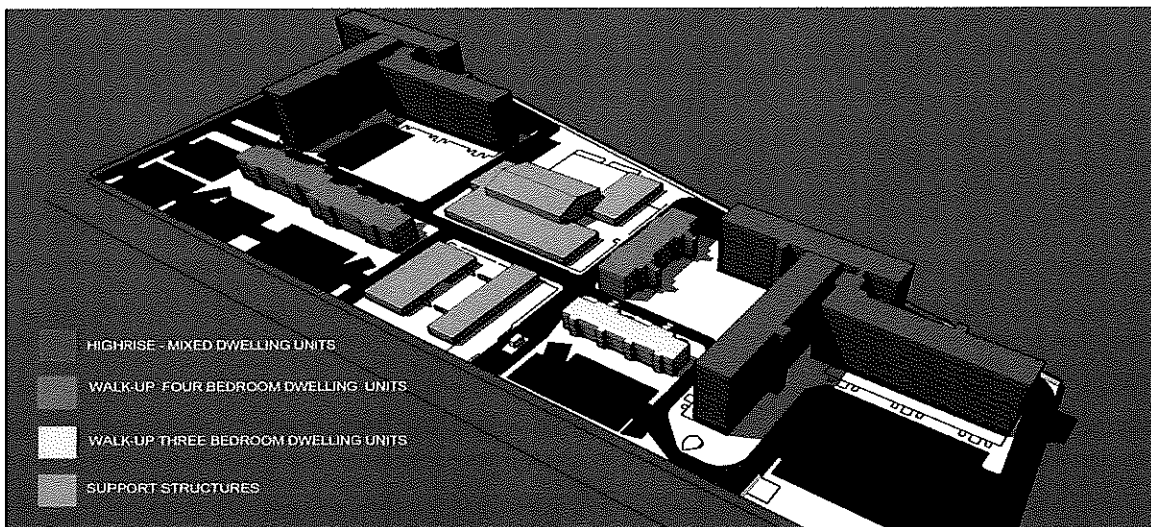 HIGHRISE - MIXED DWELLING UNITS
WALK-UP FOUR BEDROOM DWELLING UNITS
WALK-UP THREE BEDROOM DWELLING UNITS
SUPPORT STRUCTURES